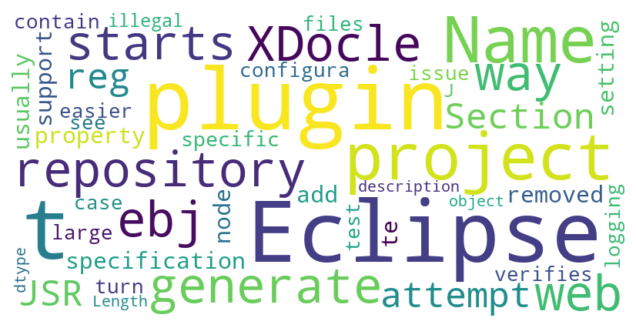 contain
illegal
files
starts
XDocle
Name
support
reg
configura
issue
way
setting
usually
easier
see
plugin
J
Section
property
specific
project
repository
description
case
node
add
object
removed
t
ebj
Eclipse
test
te
logging
large
specification
verifies
dtype
JSR
turn
Length
generate
attempt
web